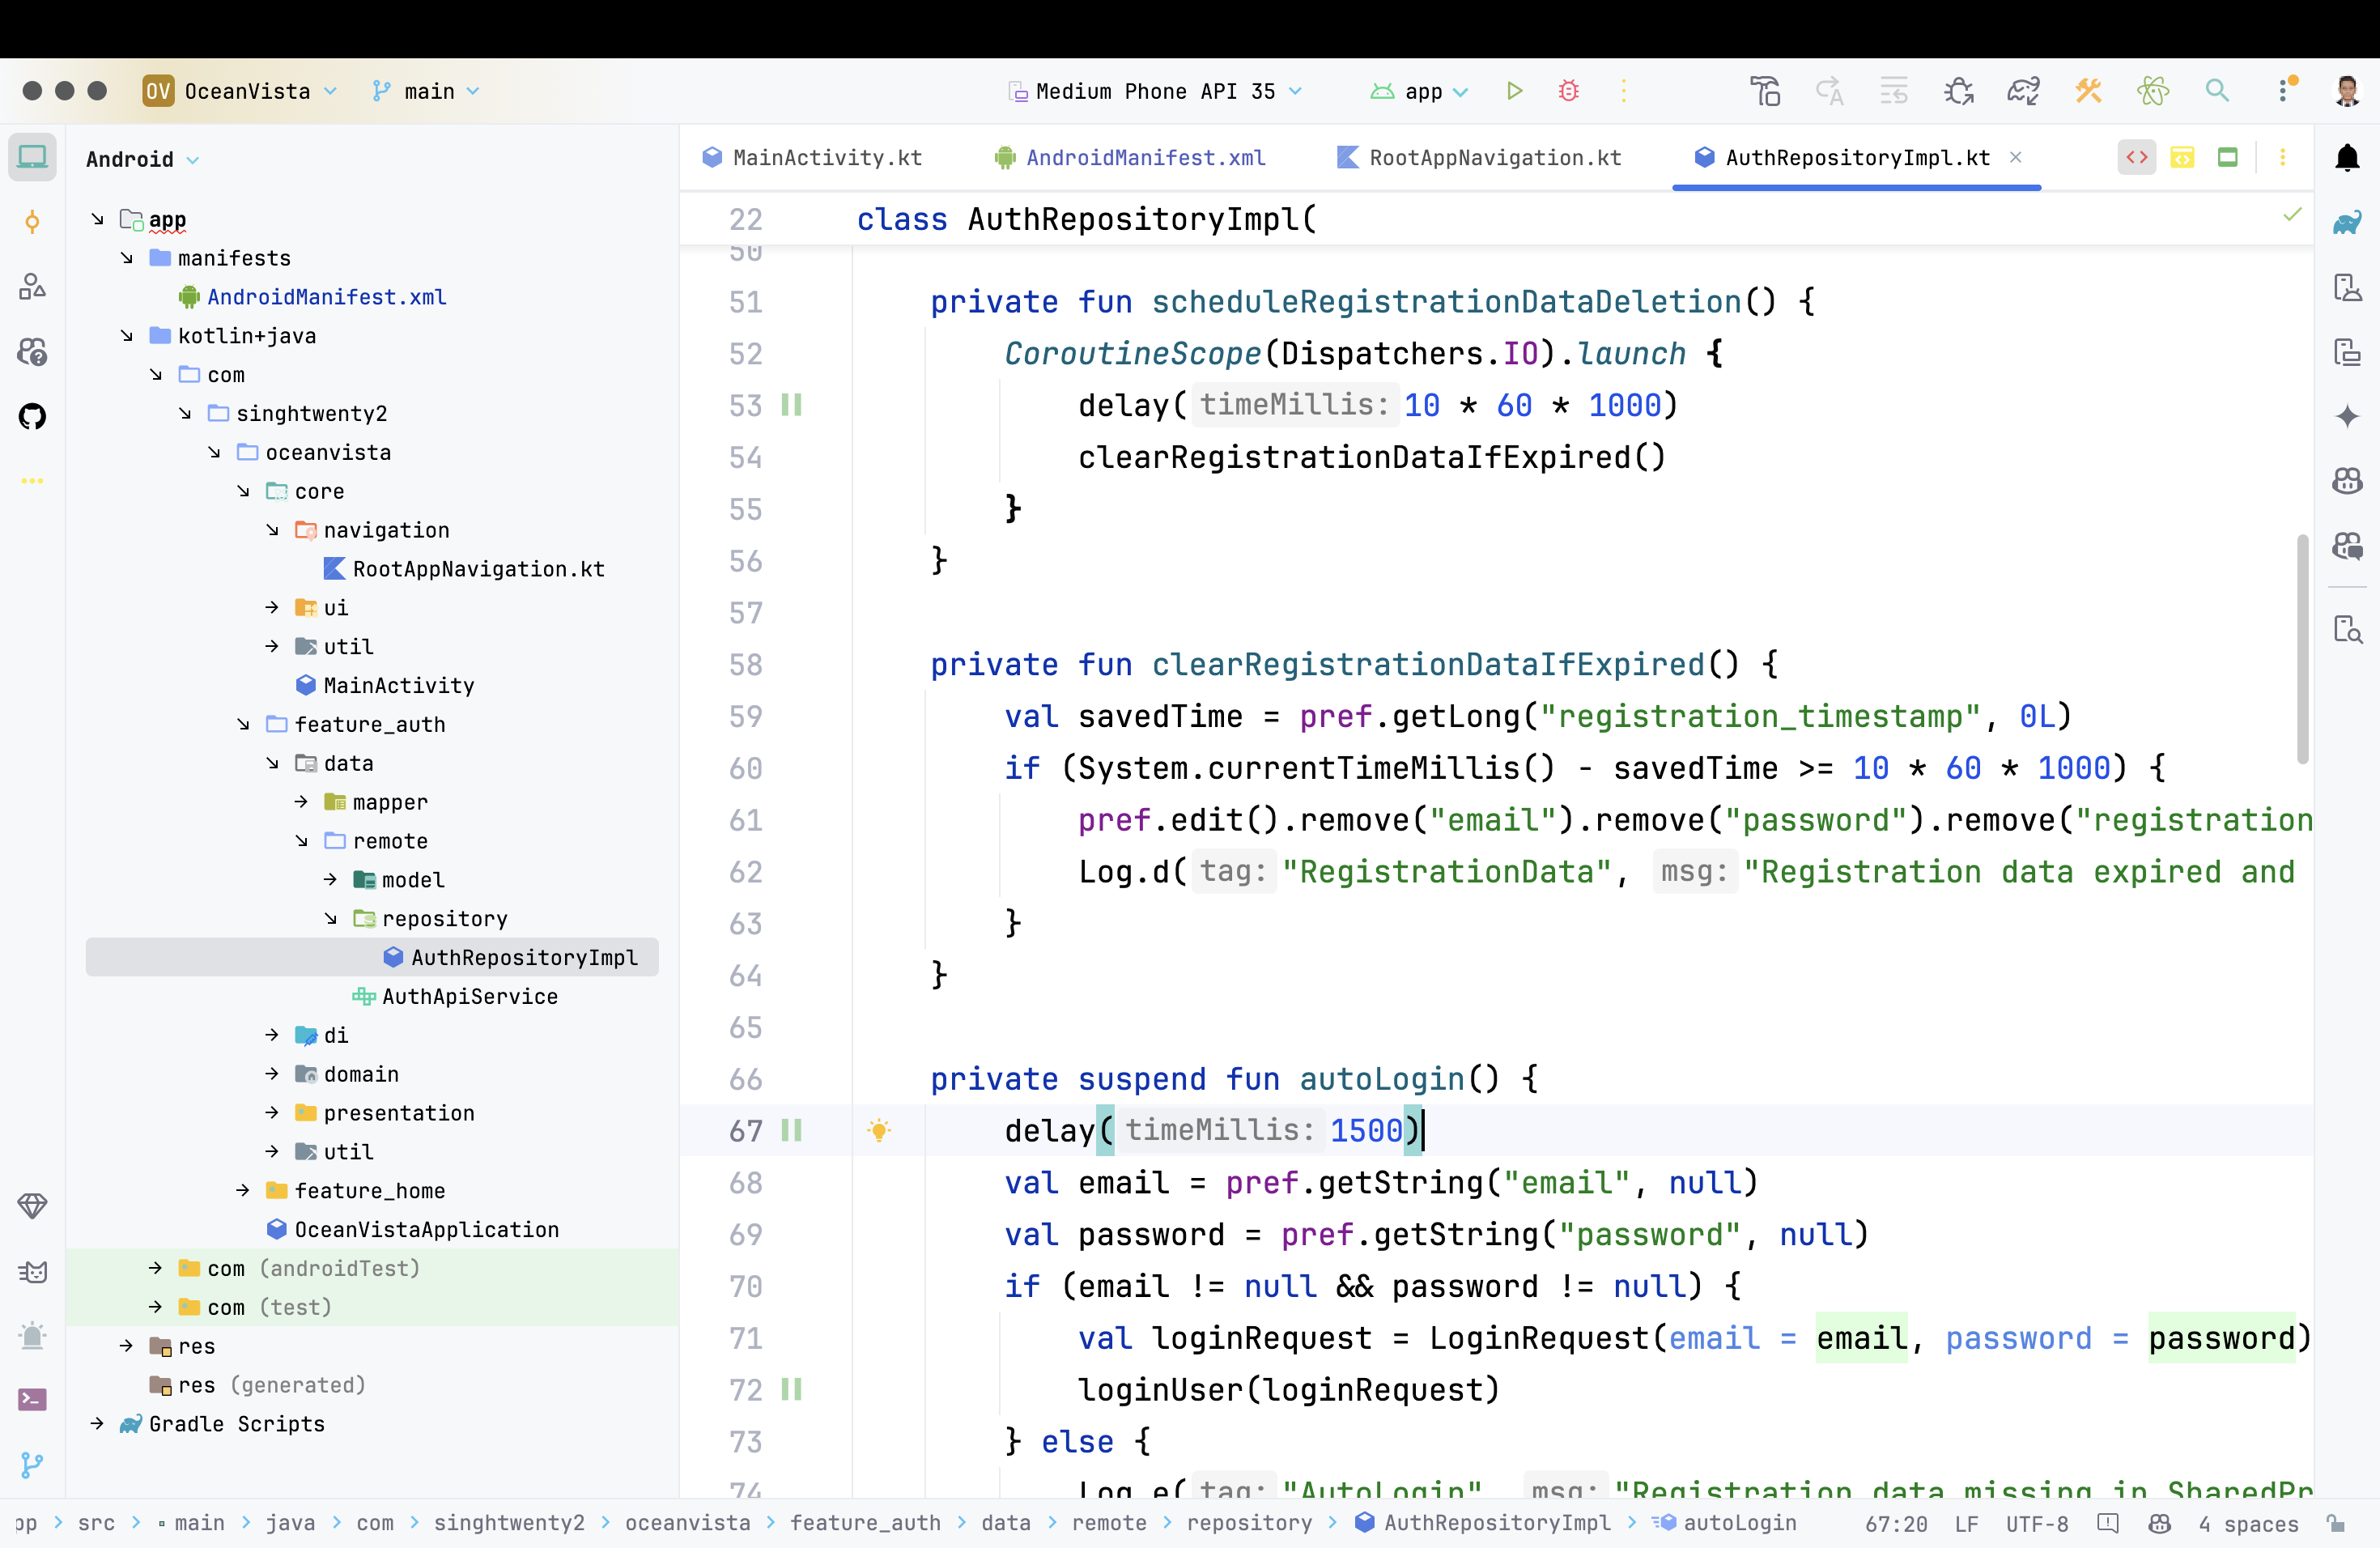 OV OceanVista main Medium Phone API 35 app
Android
app
manifests
AndroidManifest.xml
kotlin+java
com
singhtwenty2
oceanvista
core
navigation
RootAppNavigation.kt
ui
util
MainActivity
feature_auth
data
mapper
remote
model
repository
AuthRepositoryImpl
AuthApiService
di
domain
presentation
util
feature_home
OceanVistaApplication
com (androidTest)
com (test)
res
res (generated)
Gradle Scripts
MainActivity.kt AndroidManifest.xml RootAppNavigation.kt AuthRepositoryImpl.kt
22 class AuthRepositoryImpl(
50
51 private fun scheduleRegistrationDataDeletion() {
52 CoroutineScope(Dispatchers.IO).launch {
53 delay( timeMillis: 10 * 60 * 1000)
54 clearRegistrationDataIfExpired()
55 }
56 }
57
58 private fun clearRegistrationDataIfExpired() {
59 val savedTime = pref.getLong("registration_timestamp", 0L)
60 if (System.currentTimeMillis() - savedTime >= 10 * 60 * 1000) {
61 pref.edit().remove("email").remove("password").remove("registration
62 Log.d( tag: "RegistrationData", msg: "Registration data expired and
63 }
64 }
65
66 private suspend fun autoLogin() {
67 delay( timeMillis: 1500)
68 val email = pref.getString("email", null)
69 val password = pref.getString("password", null)
70 if (email != null && password != null) {
71 val loginRequest = LoginRequest(email = email, password = password)
72 loginUser(loginRequest)
73 } else {
74 Log.e( tag: "AutoLogin", msg: "Registration data missing in SharedPr
pp > src > main > java > com > singhtwenty2 > oceanvista > feature_auth > data > remote > repository > AuthRepositoryImpl > autoLogin 67:20 LF UTF-8 4 spaces